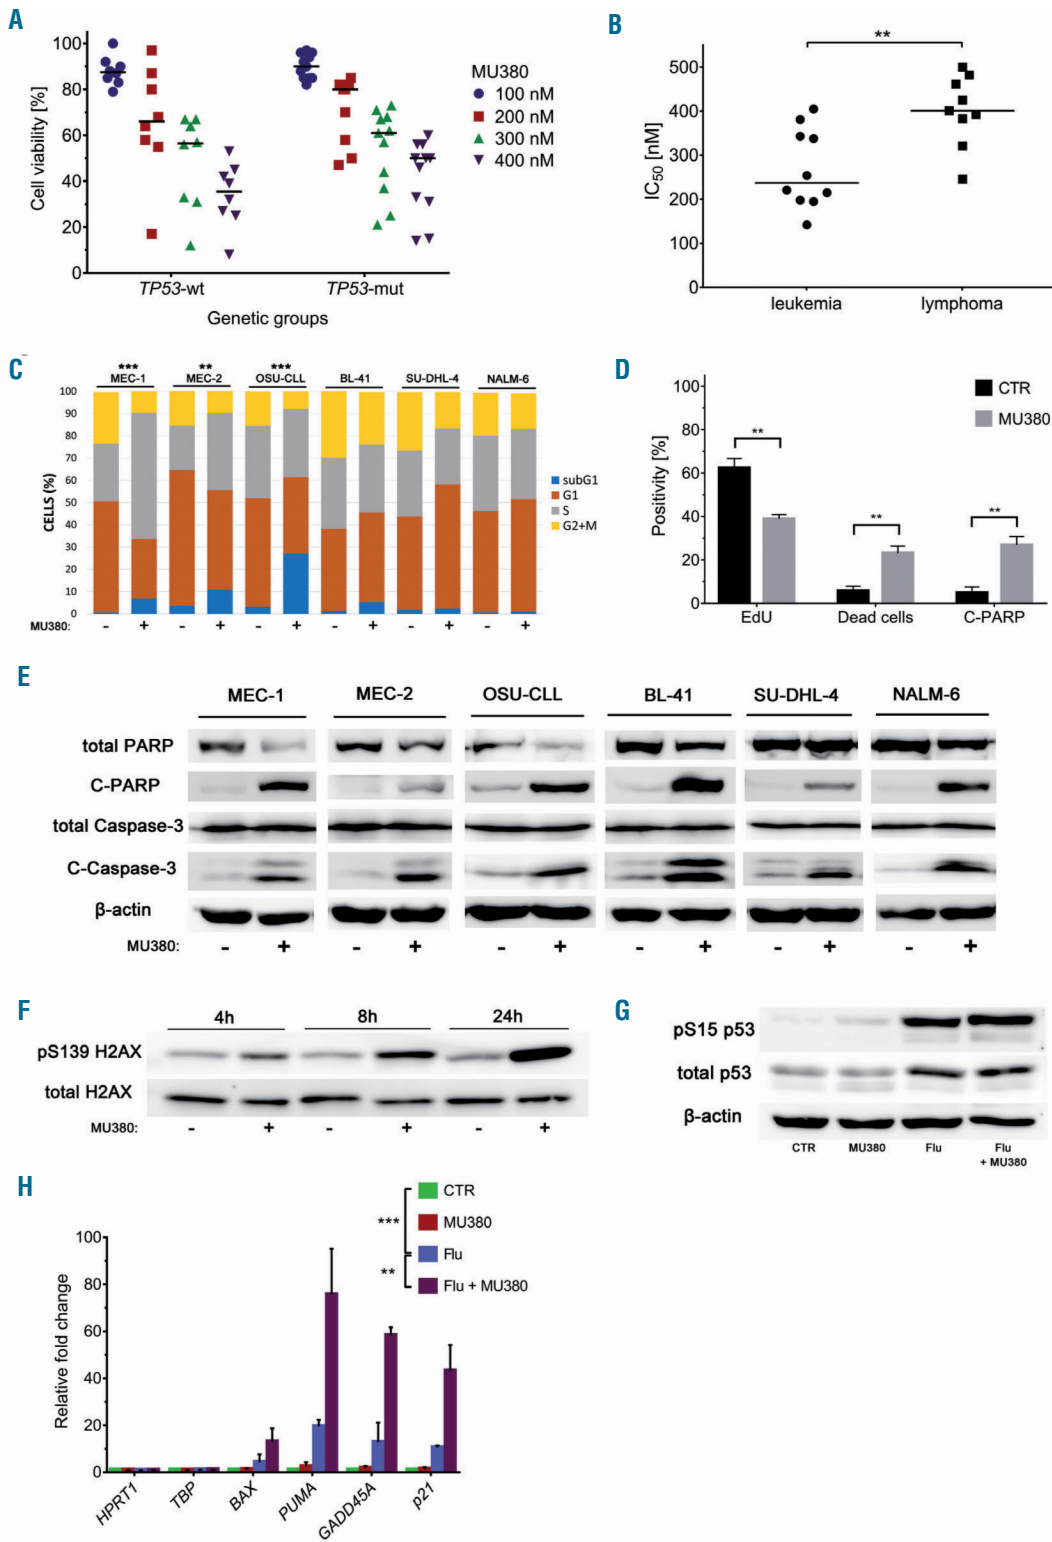 A
100
80
60
40
20
0
Cell viability [%]
TP53-wt
TP53-mut
Genetic groups
MU380
100 nM
200 nM
300 nM
400 nM
B
**
500
400
300
200
100
0
IC50 [nM]
leukemia
lymphoma
C
***
**
***
MEC-1
MEC-2
OSU-CLL
BL-41
SU-DHL-4
NALM-6
100
90
80
70
60
50
40
30
20
10
0
CELLS (%)
subG1
G1
S
G2+M
MU380: - + - + - + - + - + - +
D
100
80
60
40
20
0
Positivity [%]
CTR
MU380
**
**
**
EdU
Dead cells
C-PARP
E
MEC-1
MEC-2
OSU-CLL
BL-41
SU-DHL-4
NALM-6
total PARP
C-PARP
total Caspase-3
C-Caspase-3
β-actin
MU380: - + - + - + - + - + - +
F
4h
8h
24h
pS139 H2AX
total H2AX
MU380: - + - + - +
G
pS15 p53
total p53
β-actin
CTR
MU380
Flu
Flu
+ MU380
H
CTR
MU380
Flu
Flu + MU380
***
**
100
80
60
40
20
0
Relative fold change
HPRT1
TBP
BAX
PUMA
GADD45A
p21